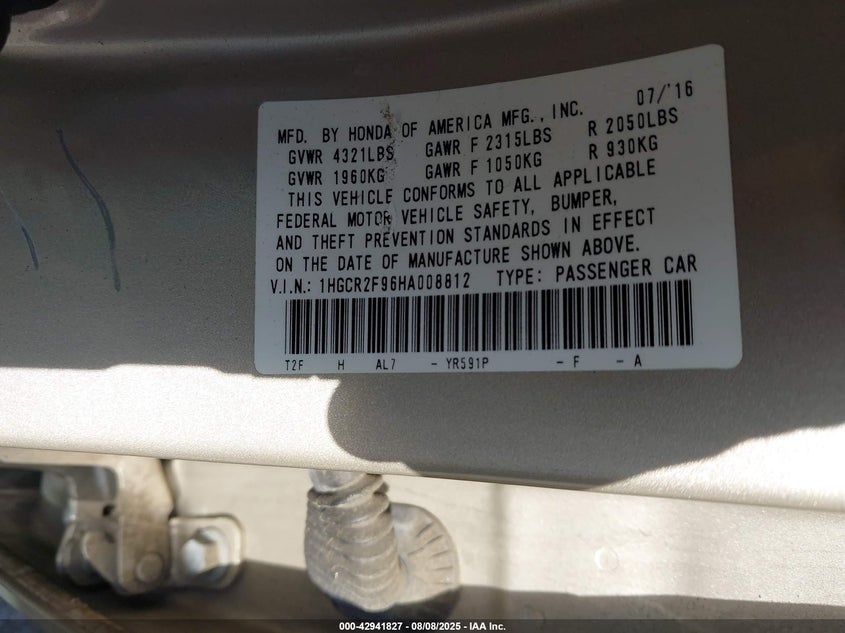 07/'16
MFD. BY HONDA OF AMERICA MFG., INC.
GVWR 4321LBS GAWR F 2315LBS R 2050LBS
GVWR 1960KG GAWR F 1050KG R 930KG
THIS VEHICLE CONFORMS TO ALL APPLICABLE
FEDERAL MOTOR VEHICLE SAFETY, BUMPER,
AND THEFT PREVENTION STANDARDS IN EFFECT
ON THE DATE OF MANUFACTURE SHOWN ABOVE.
V.I.N.: 1HGCR2F96HA008812 TYPE: PASSENGER CAR
T2F H AL7 - YR591P - F - A
000-42941827 - 08/08/2025 - IAA Inc.